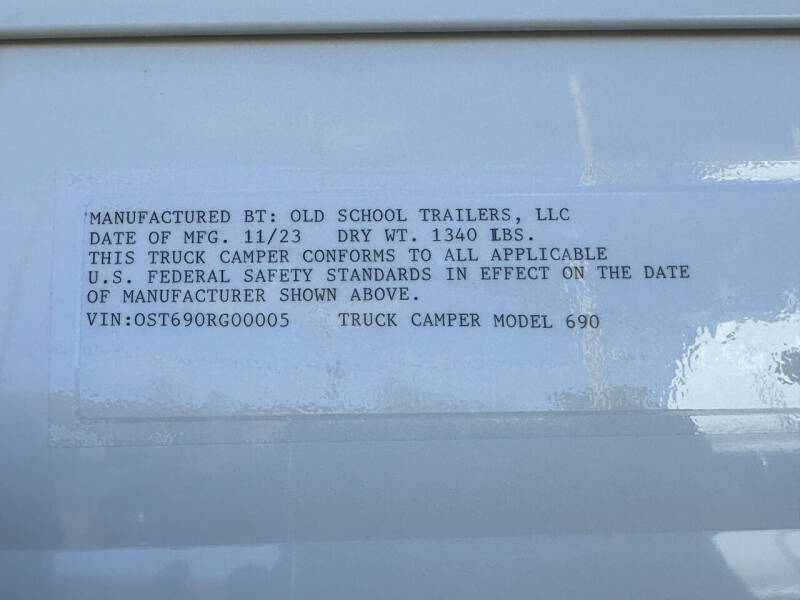 MANUFACTURED BT: OLD SCHOOL TRAILERS, LLC
DATE OF MFG. 11/23 DRY WT. 1340 LBS.
THIS TRUCK CAMPER CONFORMS TO ALL APPLICABLE
U.S. FEDERAL SAFETY STANDARDS IN EFFECT ON THE DATE
OF MANUFACTURER SHOWN ABOVE.
VIN:OST690RG00005 TRUCK CAMPER MODEL 690